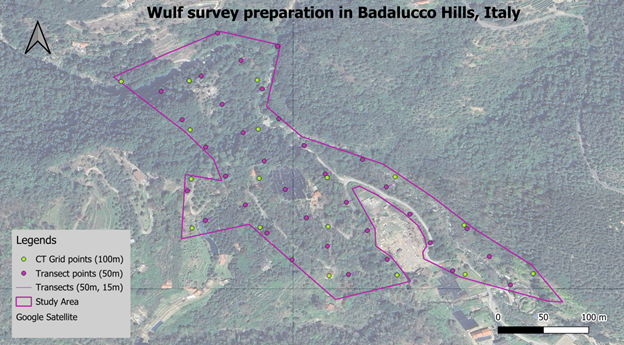 Wulf survey preparation in Badalucco Hills, Italy
Legends
CT Grid points (100m)
Transect points (50m)
Transects (50m, 15m)
Study Area
Google Satellite
0 50 100 m